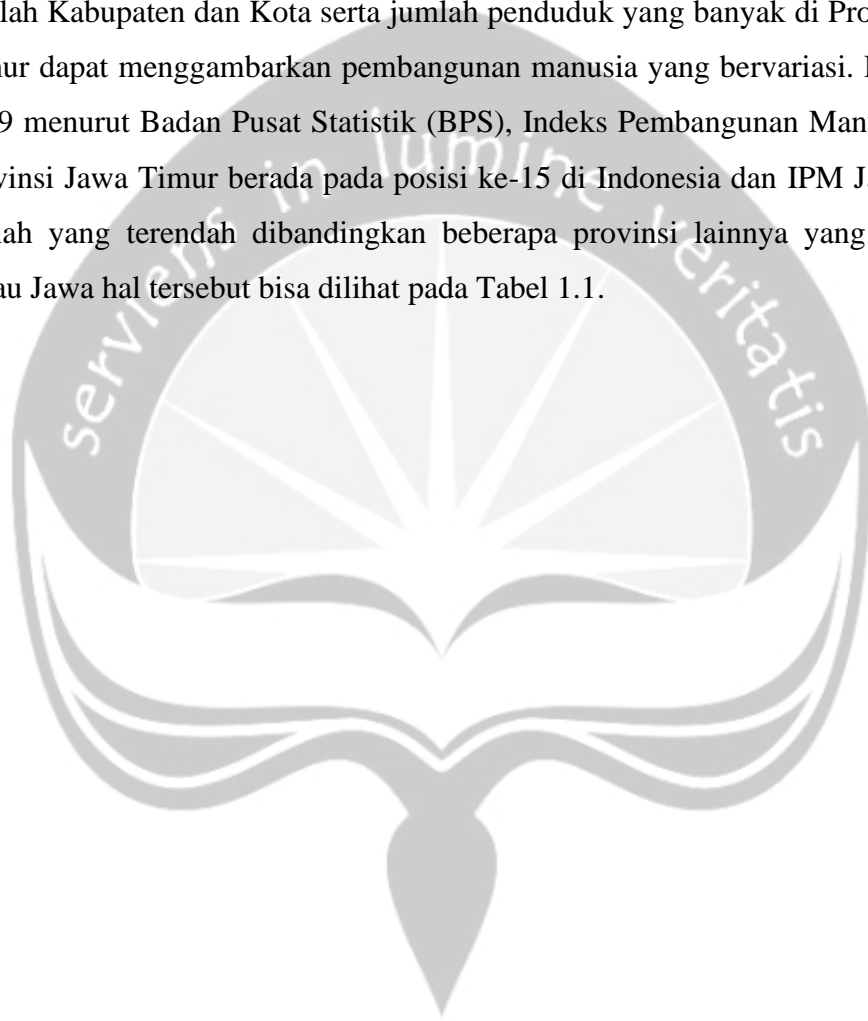 lah Kabupaten dan Kota serta jumlah penduduk yang banyak di Pro
nur dapat menggambarkan pembangunan manusia yang bervariasi.
9 menurut Badan Pusat Statistik (BPS), Indeks Pembangunan Man
vinsi Jawa Timur berada pada posisi ke-15 di Indonesia dan IPM J
lah yang terendah dibandingkan beberapa provinsi lainnya yang
au Jawa hal tersebut bisa dilihat pada Tabel 1.1.
serviens in lumine veritatis